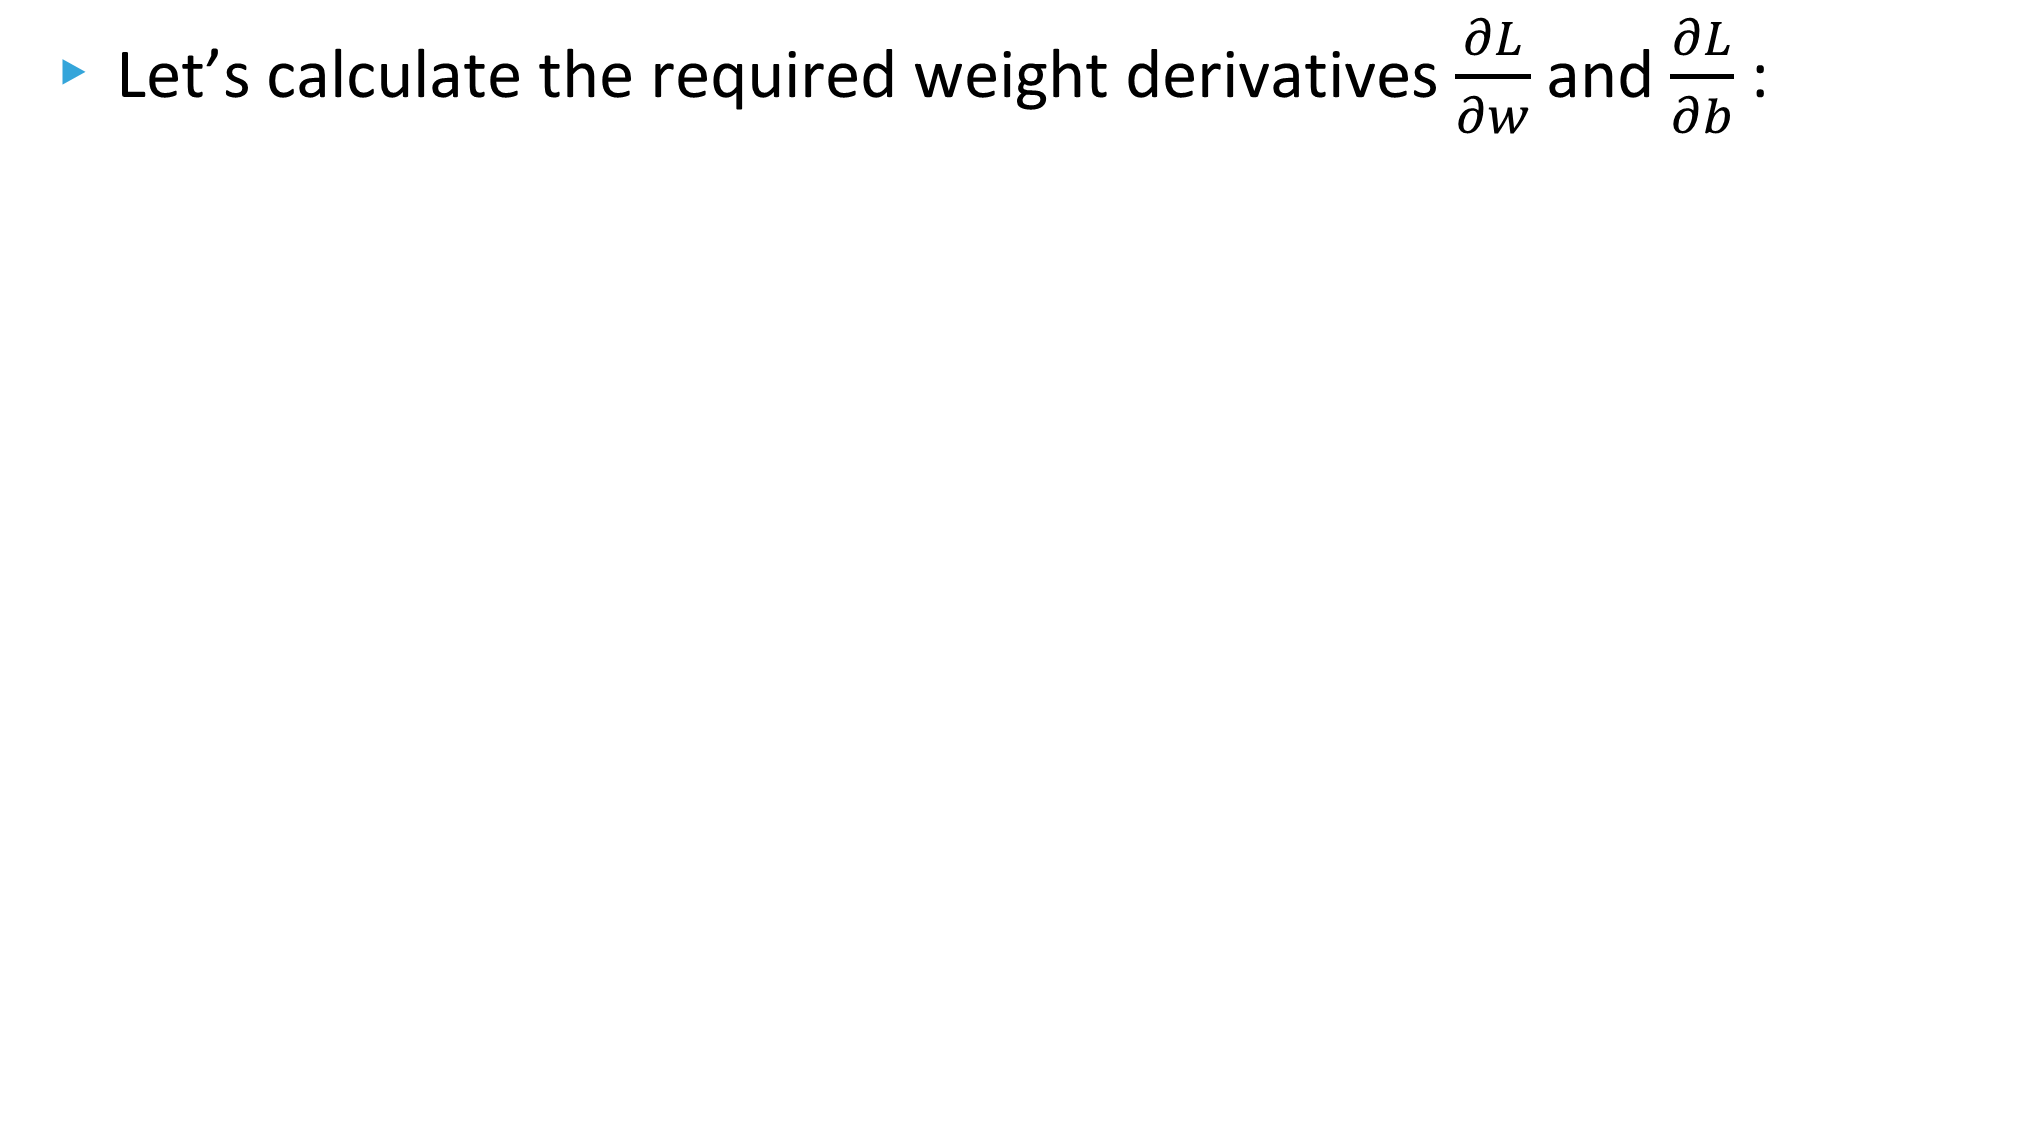 ▶ Let’s calculate the required weight derivatives ∂L/∂w and ∂L/∂b :